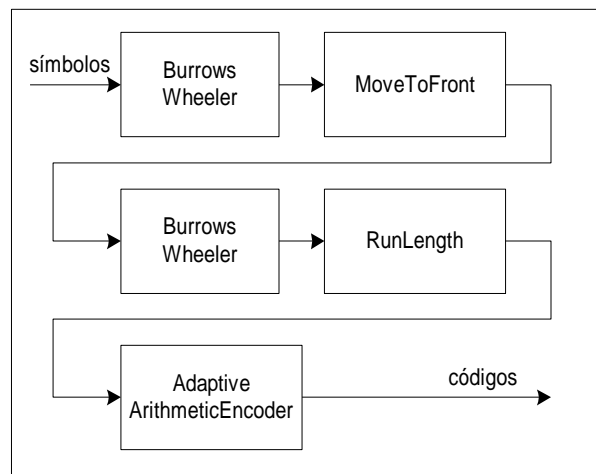 símbolos
Burrows
Wheeler
MoveToFront
Burrows
Wheeler
RunLength
Adaptive
ArithmeticEncoder
códigos